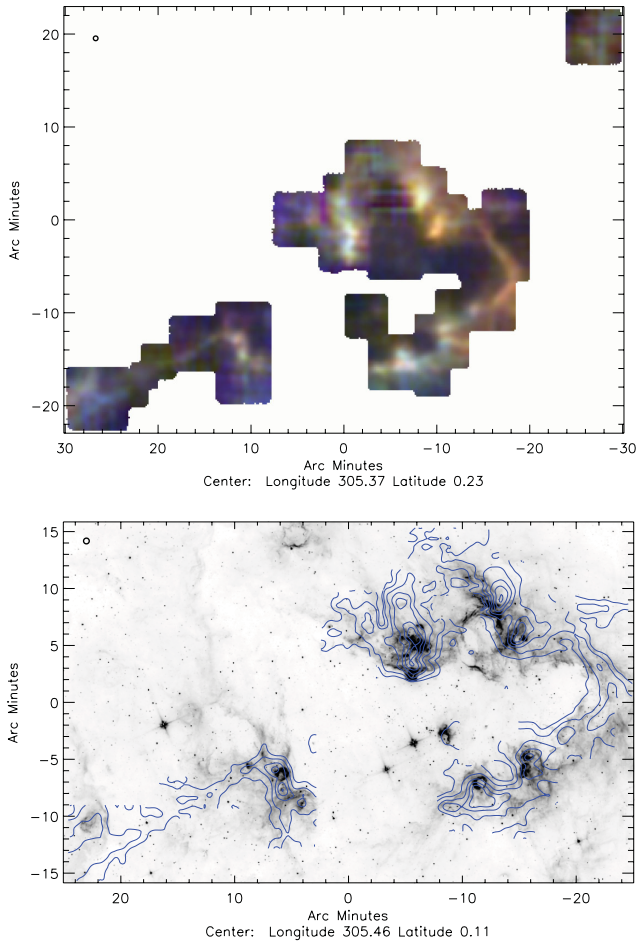 20
10
0
−10
−20
Arc Minutes
30 20 10 0 −10 −20 −30
Arc Minutes
Center: Longitude 305.37 Latitude 0.23
15
10
5
0
−5
−10
−15
Arc Minutes
20 10 0 −10 −20
Arc Minutes
Center: Longitude 305.46 Latitude 0.11